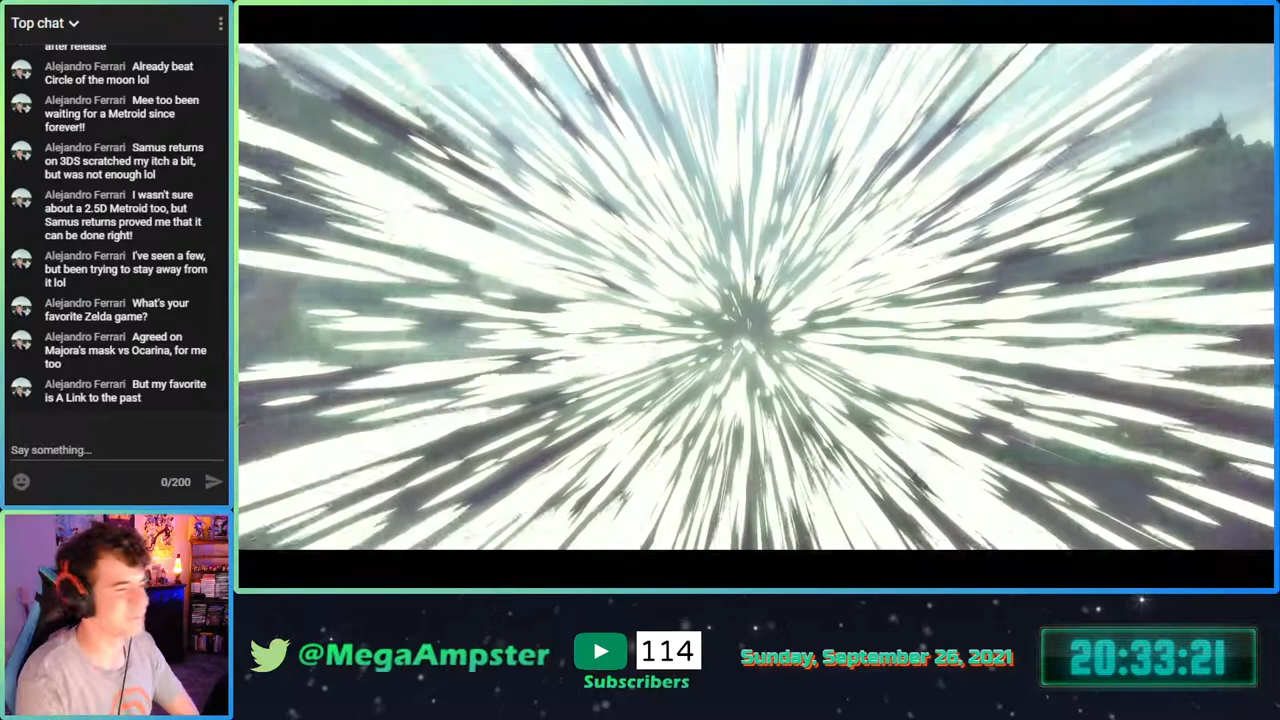 Top chat
after release
Alejandro Ferrari Already beat
Circle of the moon lol
Alejandro Ferrari Mee too been
waiting for a Metroid since
forever!!
Alejandro Ferrari Samus returns
on 3DS scratched my itch a bit,
but was not enough lol
Alejandro Ferrari I wasn't sure
about a 2.5D Metroid too, but
Samus returns proved me that it
can be done right!
Alejandro Ferrari I've seen a few,
but been trying to stay away from
it lol
Alejandro Ferrari What's your
favorite Zelda game?
Alejandro Ferrari Agreed on
Majora's mask vs Ocarina, for me
too
Alejandro Ferrari But my favorite
is A Link to the past
Say something...
0/200
@MegaAmpster
114
Subscribers
Sunday, September 26, 2021
20:33:21